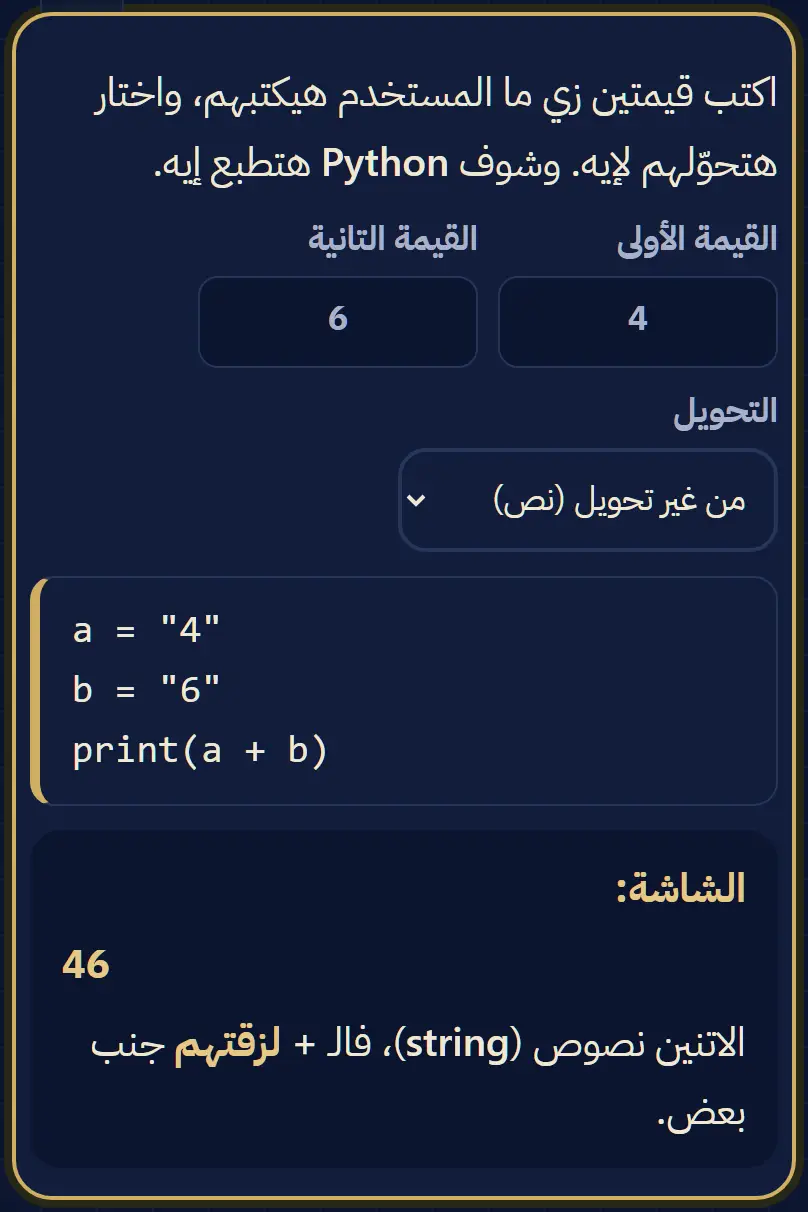 اكتب قيمتين زي ما المستخدم هيكتبهم، واختار
هتحوّلهم لإيه. وشوف Python هتطبع إيه.
القيمة الأولى
القيمة التانية
4
6
التحويل
من غير تحويل (نص)
a = "4"
b = "6"
print(a + b)
الشاشة:
46
الاتنين نصوص (string)، فالـ + لزقتهم جنب
بعض.